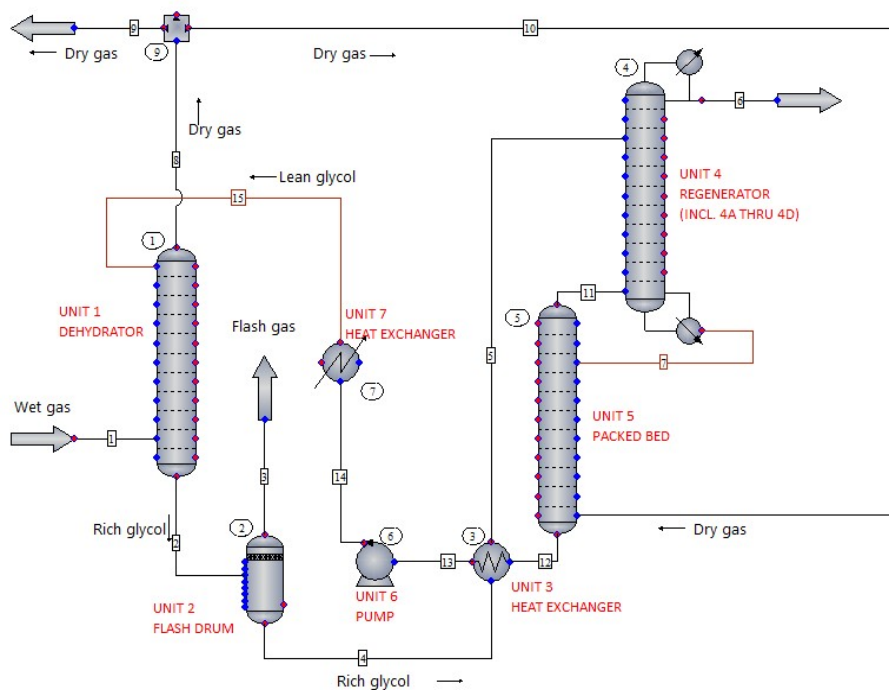 9
10
Dry gas
9
Dry gas
4
6
Dry gas
8
Lean glycol
15
UNIT 4
REGENERATOR
(INCL. 4A THRU 4D)
1
11
UNIT 1
DEHYDRATOR
Flash gas
UNIT 7
HEAT EXCHANGER
5
5
7
7
Wet gas
1
UNIT 5
PACKED BED
3
14
Rich glycol
2
2
6
3
Dry gas
13
12
UNIT 2
FLASH DRUM
UNIT 6
PUMP
UNIT 3
HEAT EXCHANGER
4
Rich glycol